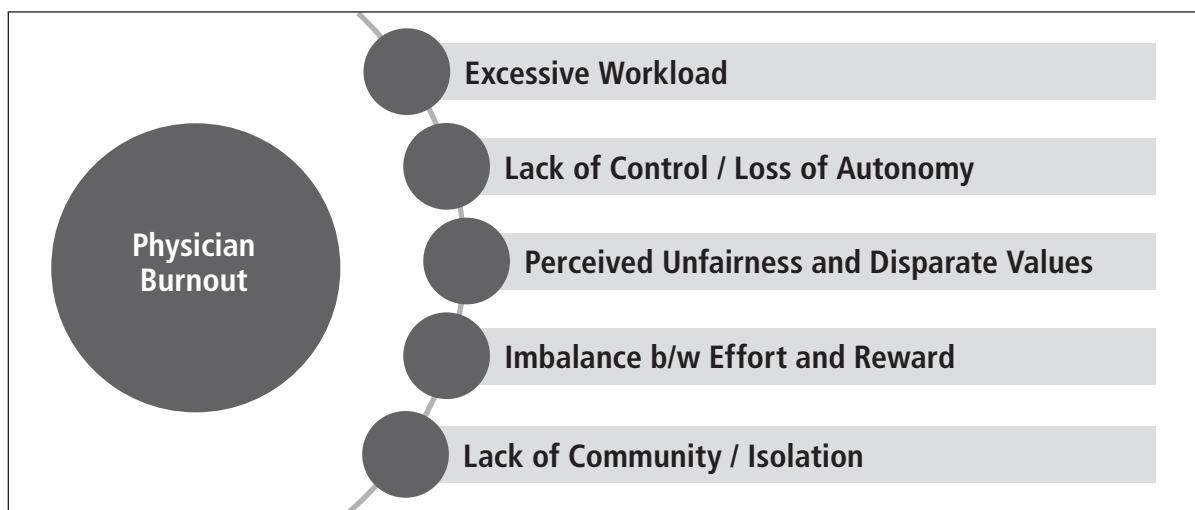 Physician
Burnout
Excessive Workload
Lack of Control / Loss of Autonomy
Perceived Unfairness and Disparate Values
Imbalance b/w Effort and Reward
Lack of Community / Isolation